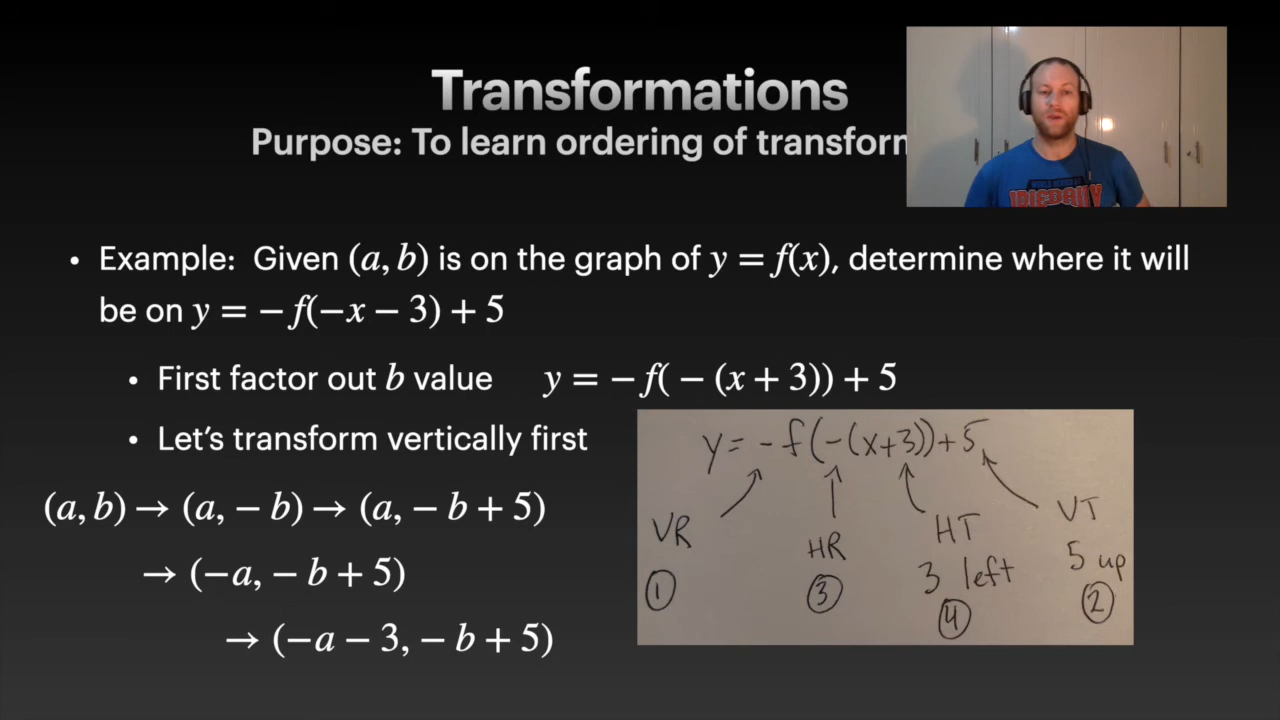 Transformations
Purpose: To learn ordering of transform
• Example: Given (a, b) is on the graph of y = f(x), determine where it will
be on y = − f(−x − 3) + 5
• First factor out b value y = − f( − (x + 3)) + 5
• Let's transform vertically first
(a, b) → (a, − b) → (a, − b + 5)
→ (−a, − b + 5)
→ (−a − 3, − b + 5)
y = - f(-(x+3))+5
VR
①
HR
③
HT
3 left
④
VT
5 up
②